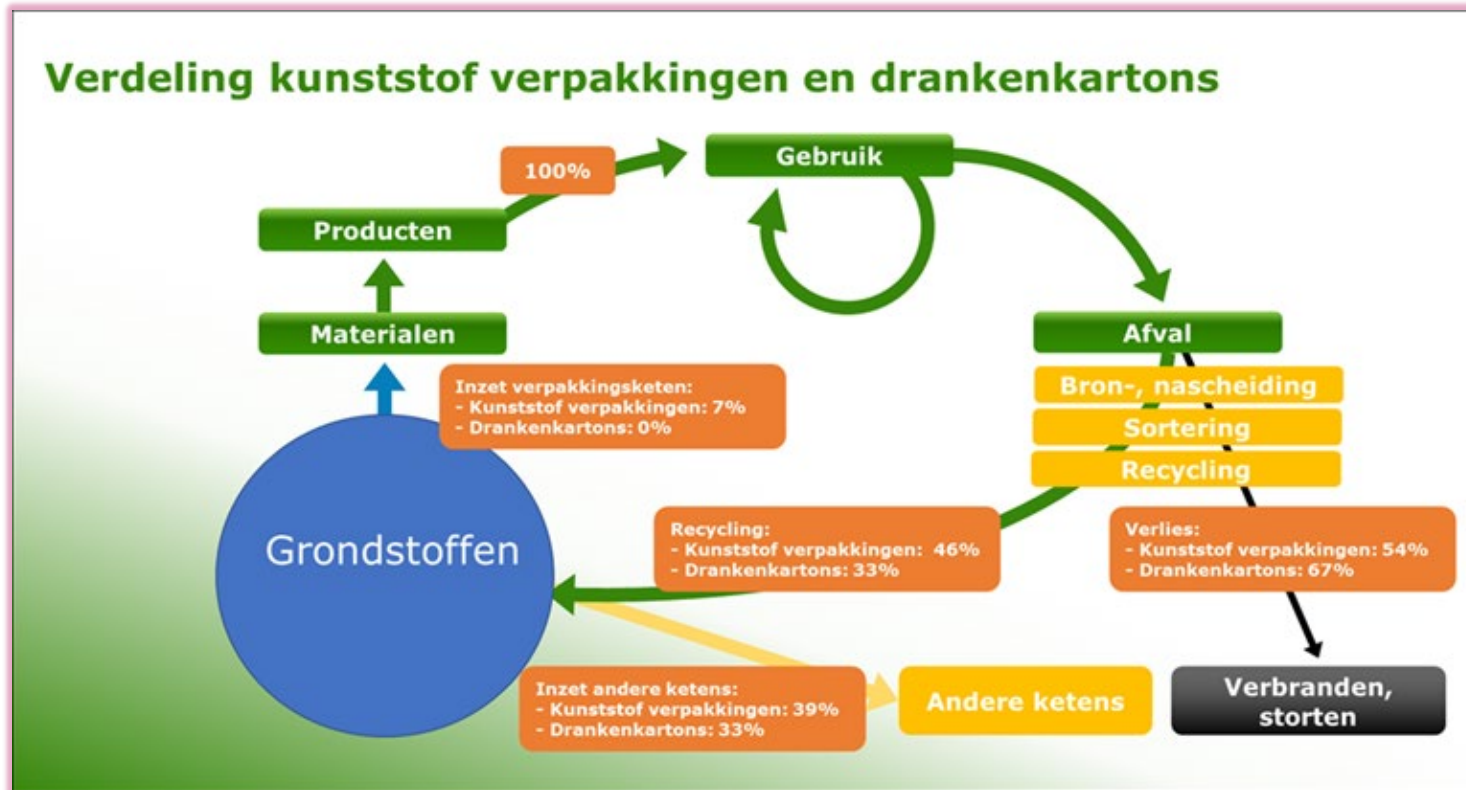 Verdeling kunststof verpakkingen en drankenkartons
Gebruik
100%
Producten
Materialen
Afval
Inzet verpakkingsketen:
- Kunststof verpakkingen: 7%
- Drankenkartons: 0%
Bron-, nascheiding
Sortering
Recycling
Grondstoffen
Recycling:
- Kunststof verpakkingen: 46%
- Drankenkartons: 33%
Verlies:
- Kunststof verpakkingen: 54%
- Drankenkartons: 67%
Inzet andere ketens:
- Kunststof verpakkingen: 39%
- Drankenkartons: 33%
Andere ketens
Verbranden,
storten